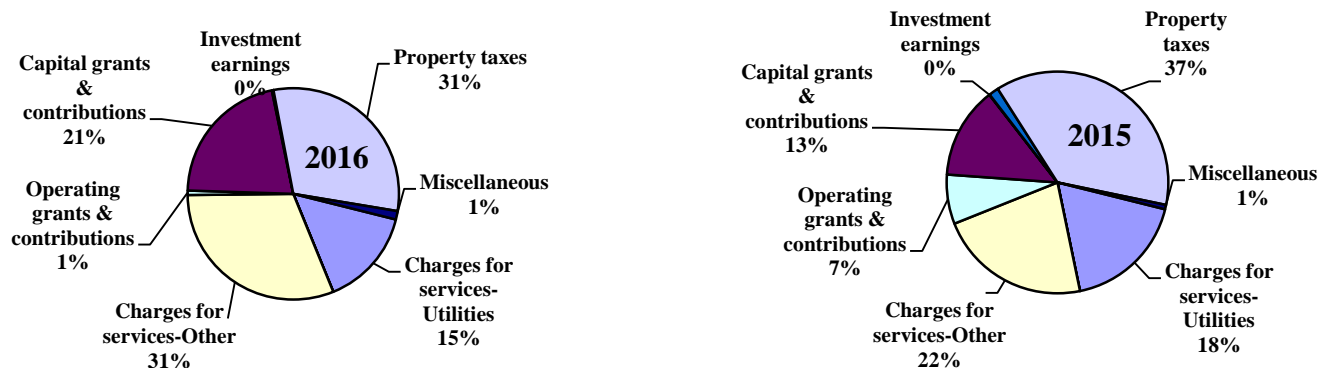 Investment
earnings
0%
Property taxes
31%
Capital grants
&
contributions
21%
2016
Operating
grants &
contributions
1%
Miscellaneous
1%
Charges for
services-
Utilities
15%
Charges for
services-Other
31%
Investment
earnings
0%
Property
taxes
37%
Capital grants
&
contributions
13%
2015
Operating
grants &
contributions
7%
Miscellaneous
1%
Charges for
services-
Utilities
18%
Charges for
services-Other
22%